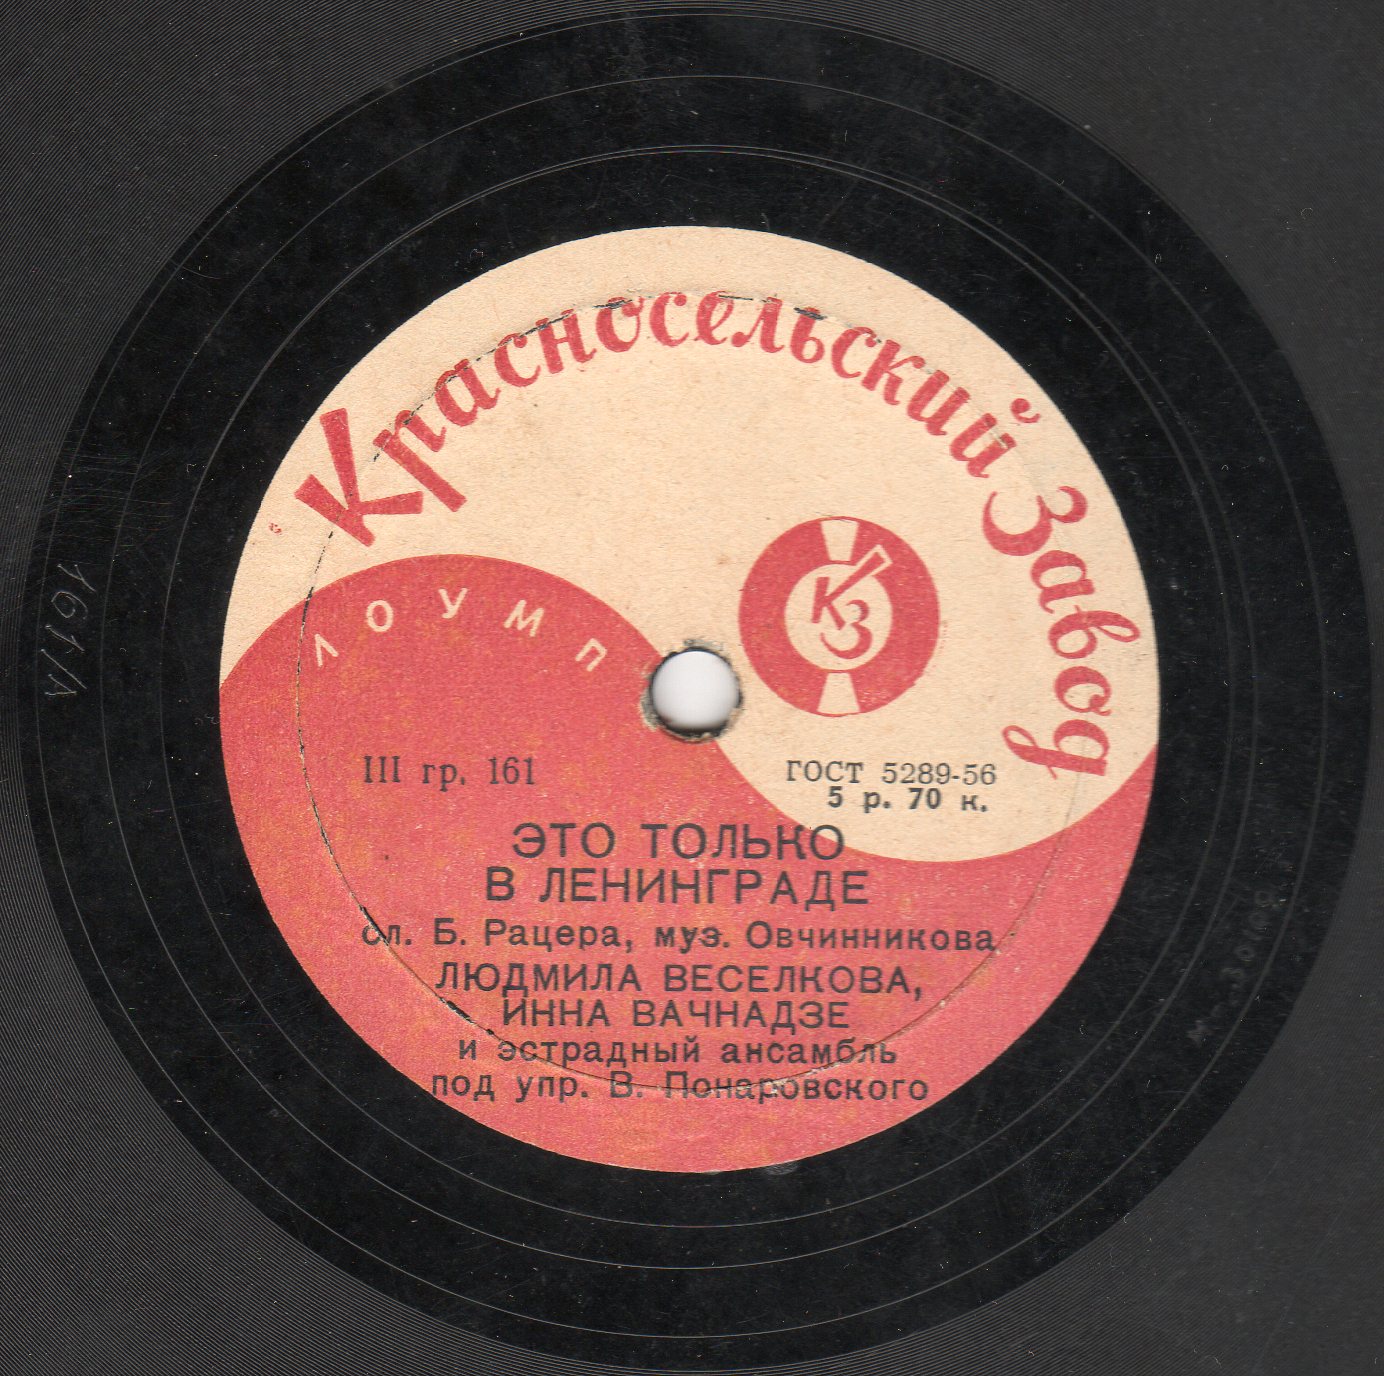 Красносельский Завод
ЛОУМП
КЗ
III гр. 161
ГОСТ 5289-56
5 р. 70 к.
ЭТО ТОЛЬКО
В ЛЕНИНГРАДЕ
сл. Б. Рацера, муз. Овчинникова
ЛЮДМИЛА ВЕСЕЛКОВА,
ИННА ВАЧНАДЗЕ
и эстрадный ансамбль
под упр. В. Понаровского